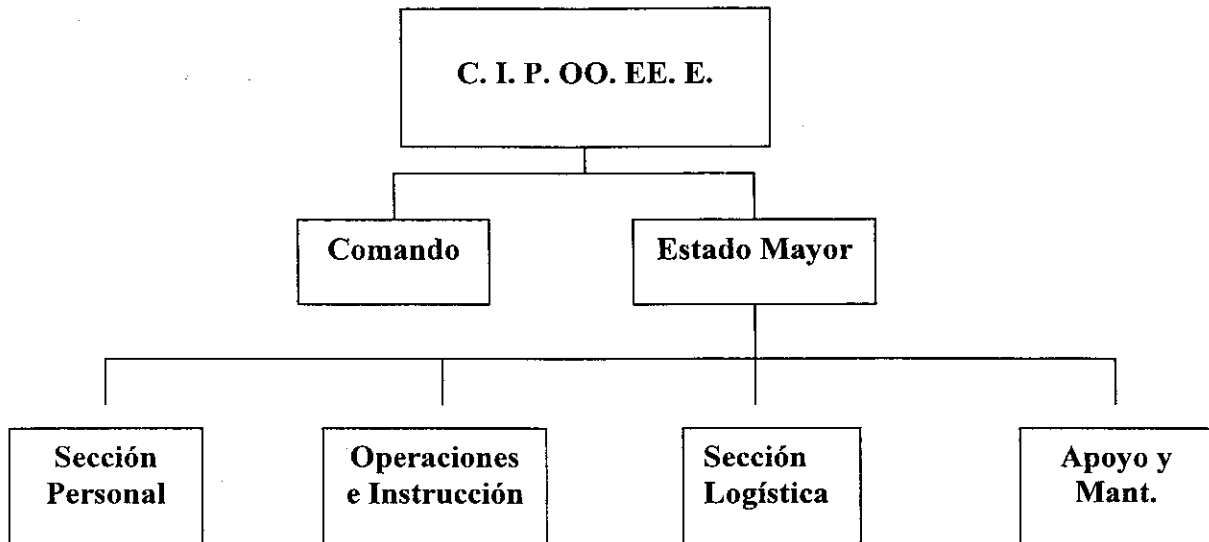 C. I. P. OO. EE. E.
Comando
Estado Mayor
Sección
Personal
Operaciones
e Instrucción
Sección
Logística
Apoyo y
Mant.